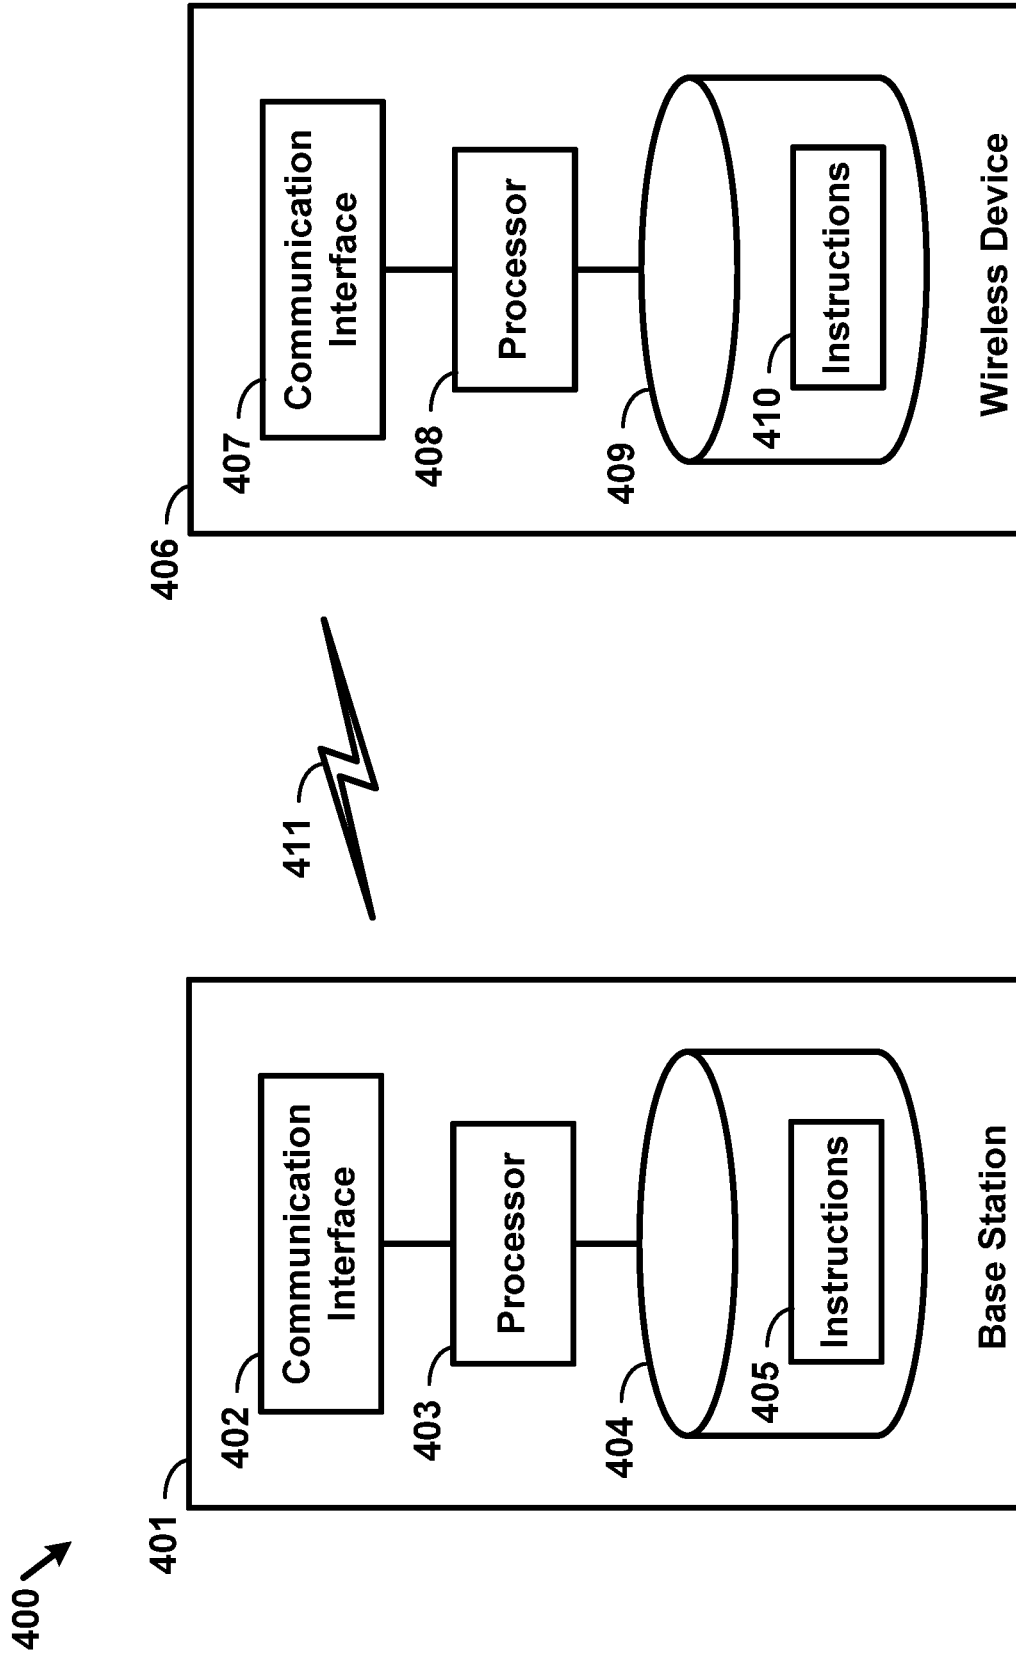 400
401
402
Communication
Interface
403
Processor
404
405
Instructions
Base Station
411
406
407
Communication
Interface
408
Processor
409
410
Instructions
Wireless Device